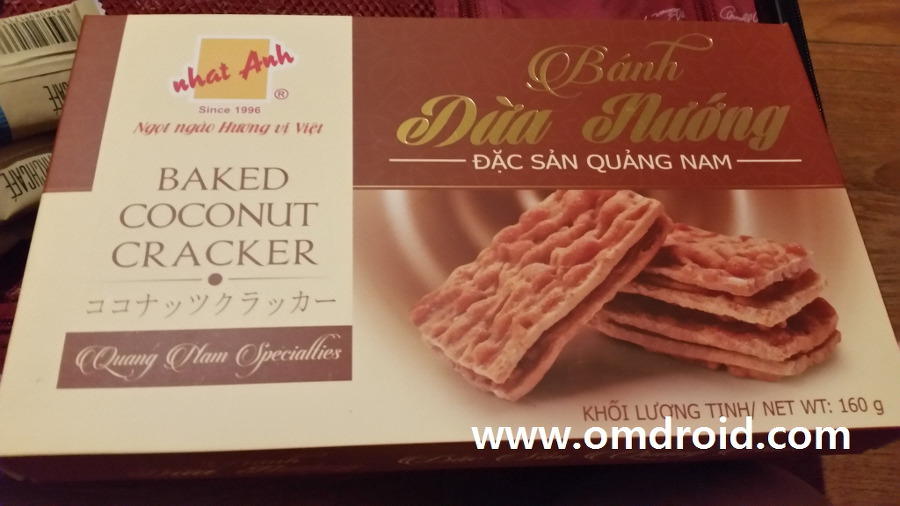 nhat Anh
®
Since 1996
Ngọt ngào Hương vị Việt
BAKED
COCONUT
CRACKER
ココナッツクラッカー
Quảng Nam Specialties
Bánh
Dừa Nướng
ĐẶC SẢN QUẢNG NAM
KHỐI LƯỢNG TỊNH/ NET WT: 160 g
www.omdroid.com